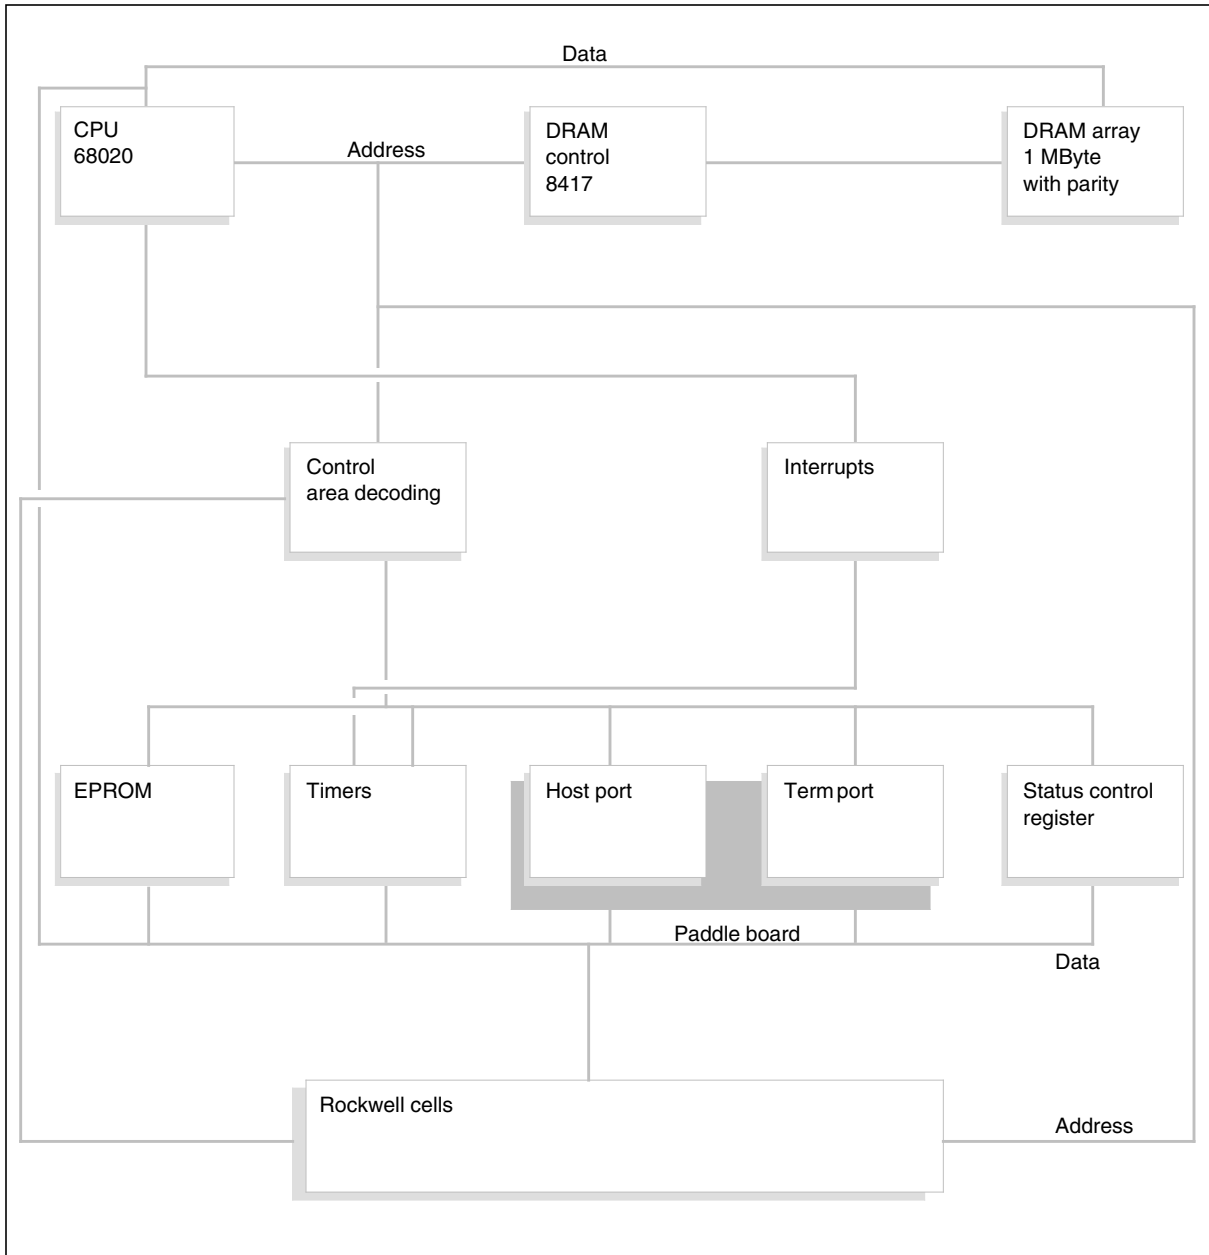 Data
CPU
68020
Address
DRAM
control
8417
DRAM array
1 MByte
with parity
Control
area decoding
Interrupts
EPROM
Timers
Host port
Term port
Status control
register
Paddle board
Data
Rockwell cells
Address